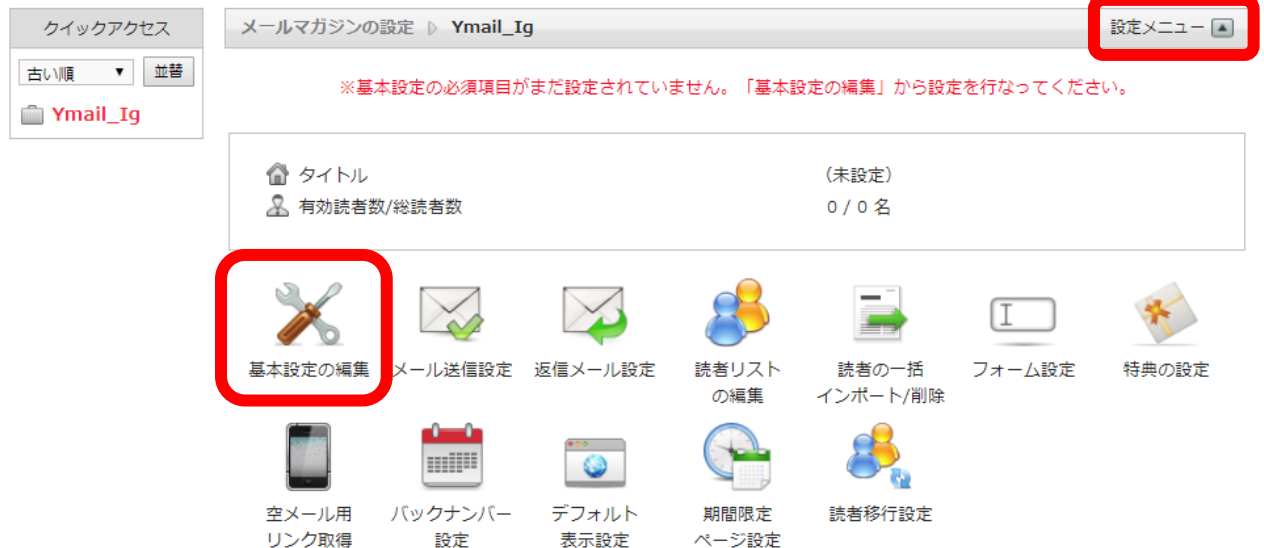 クイックアクセス
古い順 ▼ 並替
Ymail_Ig
メールマガジンの設定 ▷ Ymail_Ig
設定メニュー ▲
※基本設定の必須項目がまだ設定されていません。「基本設定の編集」から設定を行なってください。
タイトル (未設定)
有効読者数/総読者数 0 / 0 名
基本設定の編集
メール送信設定
返信メール設定
読者リスト
の編集
読者の一括
インポート/削除
フォーム設定
特典の設定
空メール用
リンク取得
バックナンバー
設定
デフォルト
表示設定
期間限定
ページ設定
読者移行設定